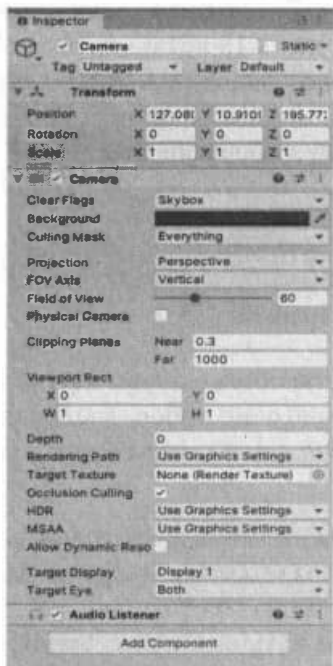 Inspector
Camera Static
Tag Untagged Layer Default
Transform
Position X 127.08 Y 10.910 Z 195.77
Rotation X 0 Y 0 Z 0
Scale X 1 Y 1 Z 1
Camera
Clear Flags Skybox
Background
Culling Mask Everything
Projection Perspective
FOV Axis Vertical
Field of View 60
Physical Camera
Clipping Planes Near 0.3
Far 1000
Viewport Rect
X 0 Y 0
W 1 H 1
Depth 0
Rendering Path Use Graphics Settings
Target Texture None (Render Texture)
Occlusion Culling
HDR Use Graphics Settings
MSAA Use Graphics Settings
Allow Dynamic Reso
Target Display Display 1
Target Eye Both
Audio Listener
Add Component